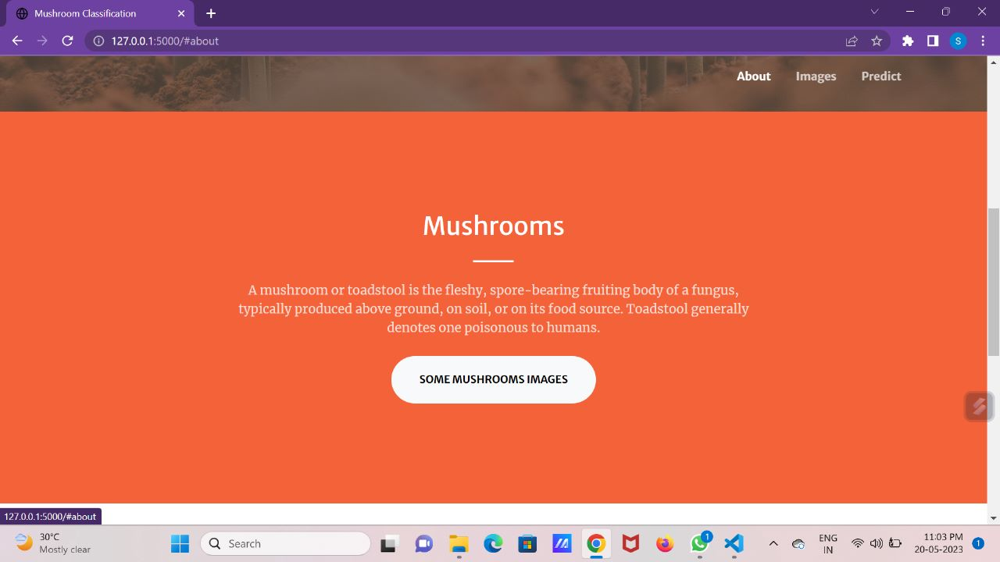 Mushroom Classification
127.0.0.1:5000/#about
S
About Images Predict
Mushrooms
A mushroom or toadstool is the fleshy, spore-bearing fruiting body of a fungus,
typically produced above ground, on soil, or on its food source. Toadstool generally
denotes one poisonous to humans.
SOME MUSHROOMS IMAGES
127.0.0.1:5000/#about
30°C
Mostly clear
Search
1
ENG
IN
11:03 PM
20-05-2023
1